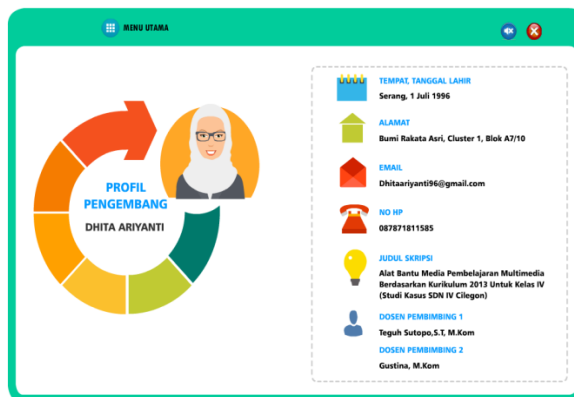 MENU UTAMA
PROFIL
PENGEMBANG
DHITA ARIYANTI
TEMPAT, TANGGAL LAHIR
Serang, 1 Juli 1996
ALAMAT
Bumi Rakata Asri, Cluster 1, Blok A7/10
EMAIL
Dhitaariyanti96@gmail.com
NO HP
087871811585
JUDUL SKRIPSI
Alat Bantu Media Pembelajaran Multimedia
Berdasarkan Kurikulum 2013 Untuk Kelas IV
(Studi Kasus SDN IV Cilegon)
DOSEN PEMBIMBING 1
Teguh Sutopo,S.T, M.Kom
DOSEN PEMBIMBING 2
Gustina, M.Kom